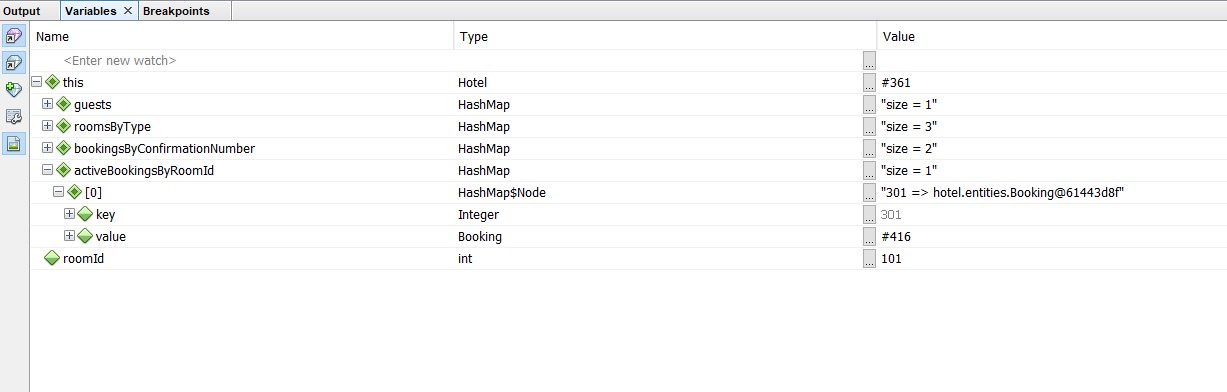 Output Variables × Breakpoints
Name Type Value
<Enter new watch> ...
this Hotel ... #361
guests HashMap ... "size = 1"
roomsByType HashMap ... "size = 3"
bookingsByConfirmationNumber HashMap ... "size = 2"
activeBookingsByRoomId HashMap ... "size = 1"
[0] HashMap$Node ... "301 => hotel.entities.Booking@61443d8f"
key Integer ... 301
value Booking ... #416
roomId int ... 101